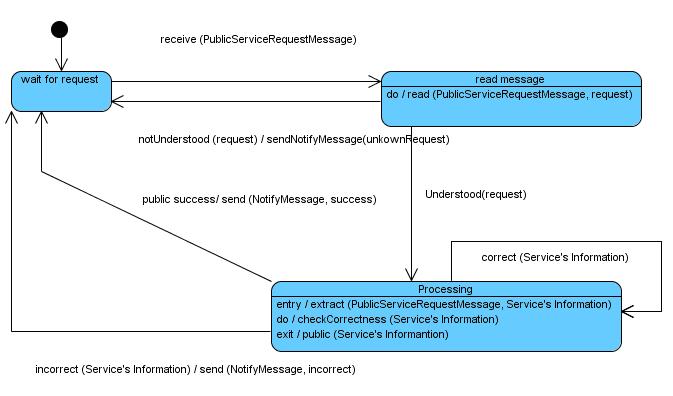 receive (PublicServiceRequestMessage)
wait for request
read message
do / read (PublicServiceRequestMessage, request)
notUnderstood (request) / sendNotifyMessage(unkownRequest)
public success/ send (NotifyMessage, success)
Understood(request)
correct (Service's Information)
Processing
entry / extract (PublicServiceRequestMessage, Service's Information)
do / checkCorrectness (Service's Information)
exit / public (Service's Informantion)
incorrect (Service's Information) / send (NotifyMessage, incorrect)